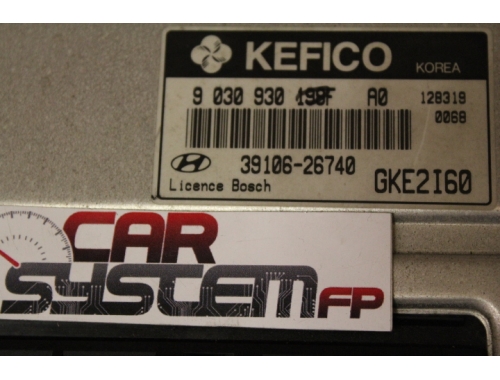 KEFICO KOREA
9 030 930 A0 128319
0068
39106-26740
Licence Bosch GKE2I60
CAR
SYSTEM FP